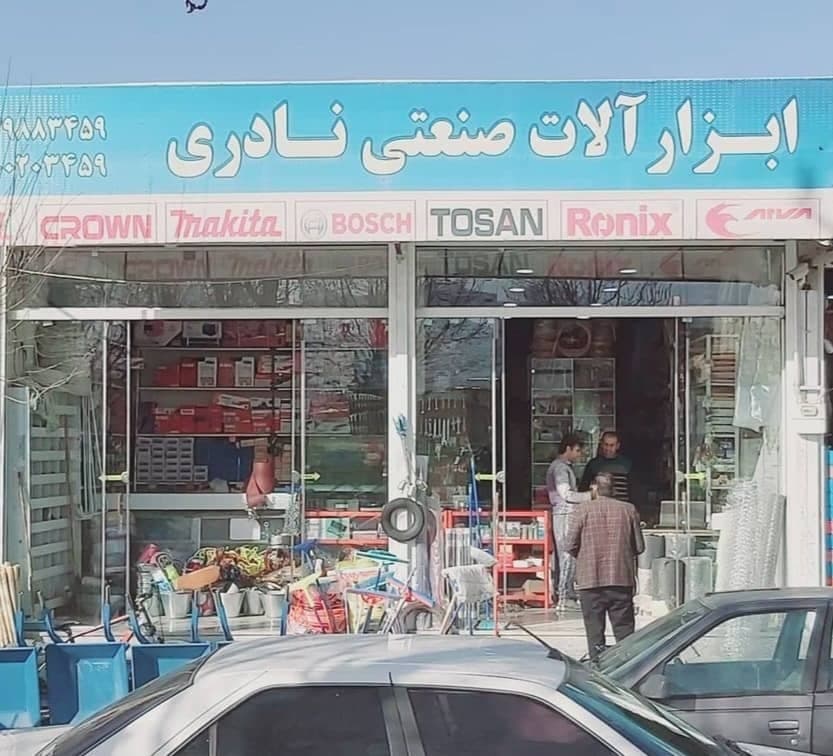 ابزار آلات صنعتی نادری
۹۸۸۳۴۵۹
۰۲۰۳۴۵۹
CROWN Makita BOSCH TOSAN Ronix AIVA